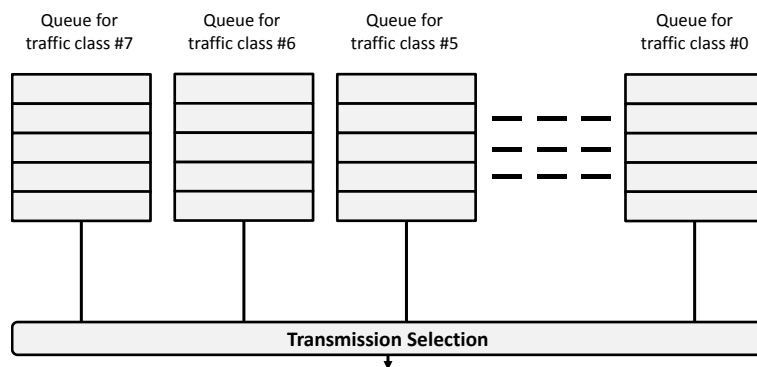 Queue for
traffic class #7
Queue for
traffic class #6
Queue for
traffic class #5
Queue for
traffic class #0
Transmission Selection